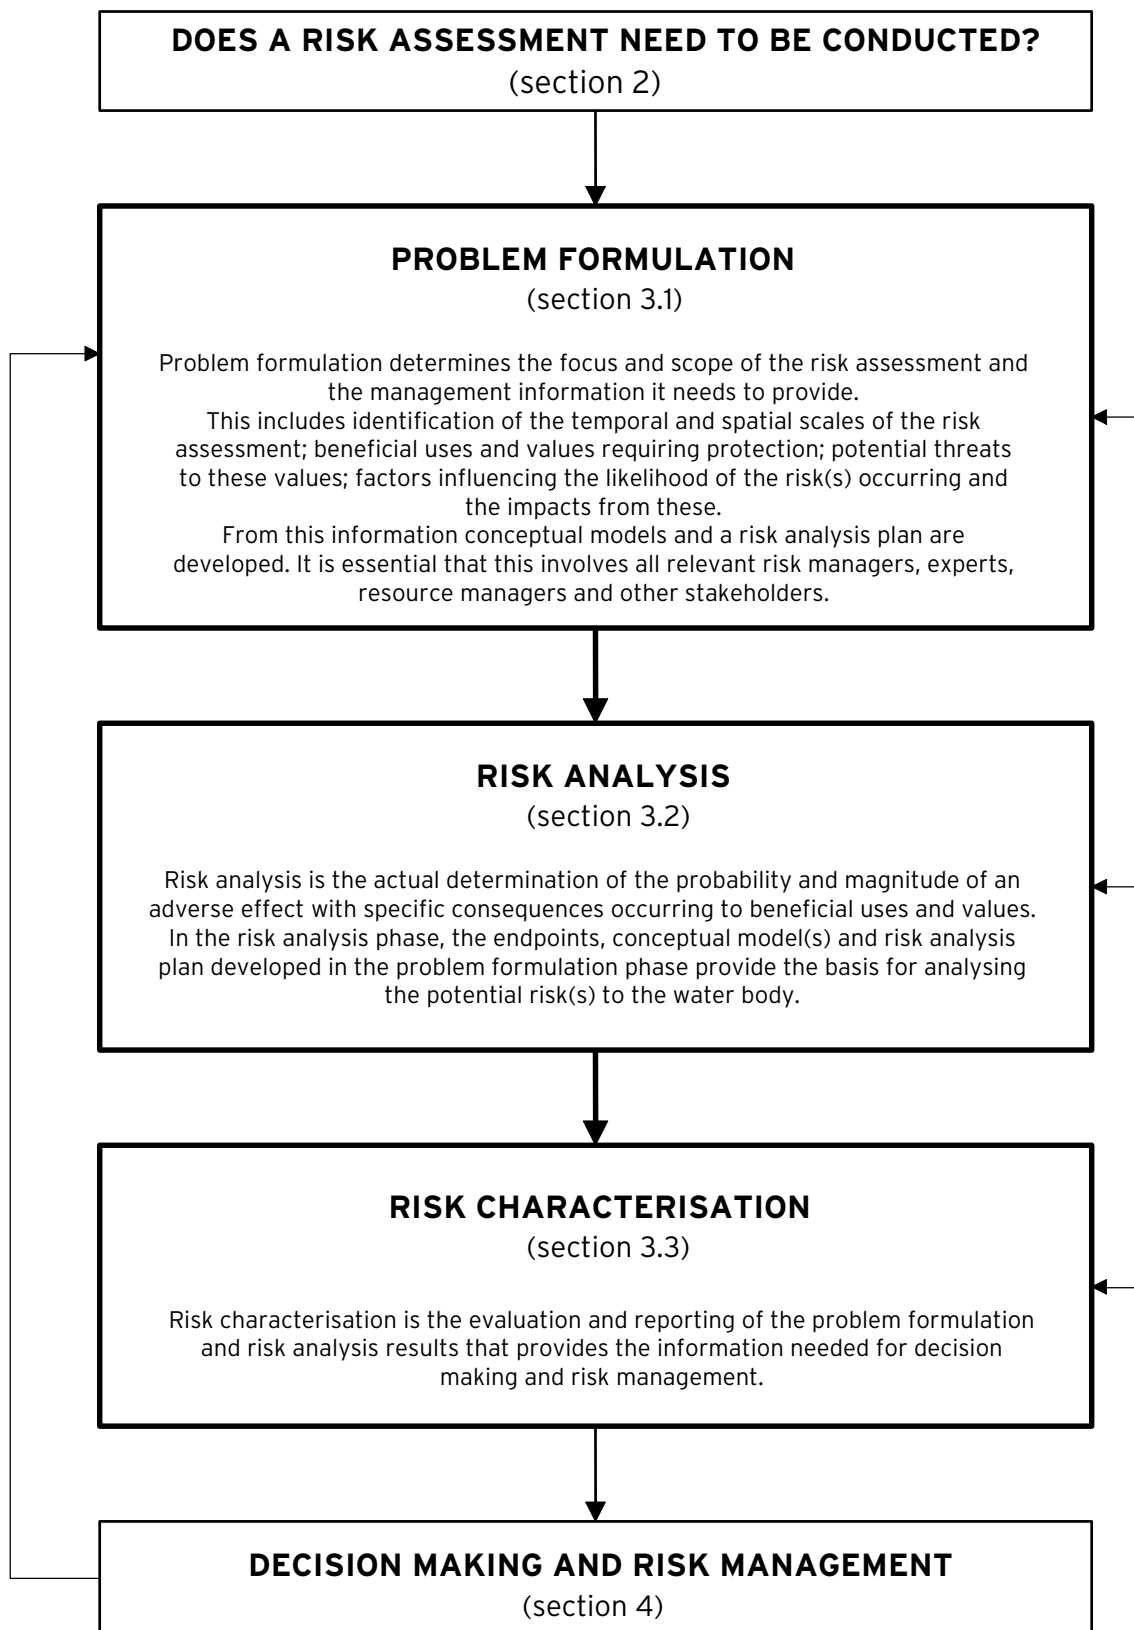 DOES A RISK ASSESSMENT NEED TO BE CONDUCTED?
(section 2)
PROBLEM FORMULATION
(section 3.1)
Problem formulation determines the focus and scope of the risk assessment and
the management information it needs to provide.
This includes identification of the temporal and spatial scales of the risk
assessment; beneficial uses and values requiring protection; potential threats
to these values; factors influencing the likelihood of the risk(s) occurring and
the impacts from these.
From this information conceptual models and a risk analysis plan are
developed. It is essential that this involves all relevant risk managers, experts,
resource managers and other stakeholders.
RISK ANALYSIS
(section 3.2)
Risk analysis is the actual determination of the probability and magnitude of an
adverse effect with specific consequences occurring to beneficial uses and values.
In the risk analysis phase, the endpoints, conceptual model(s) and risk analysis
plan developed in the problem formulation phase provide the basis for analysing
the potential risk(s) to the water body.
RISK CHARACTERISATION
(section 3.3)
Risk characterisation is the evaluation and reporting of the problem formulation
and risk analysis results that provides the information needed for decision
making and risk management.
DECISION MAKING AND RISK MANAGEMENT
(section 4)